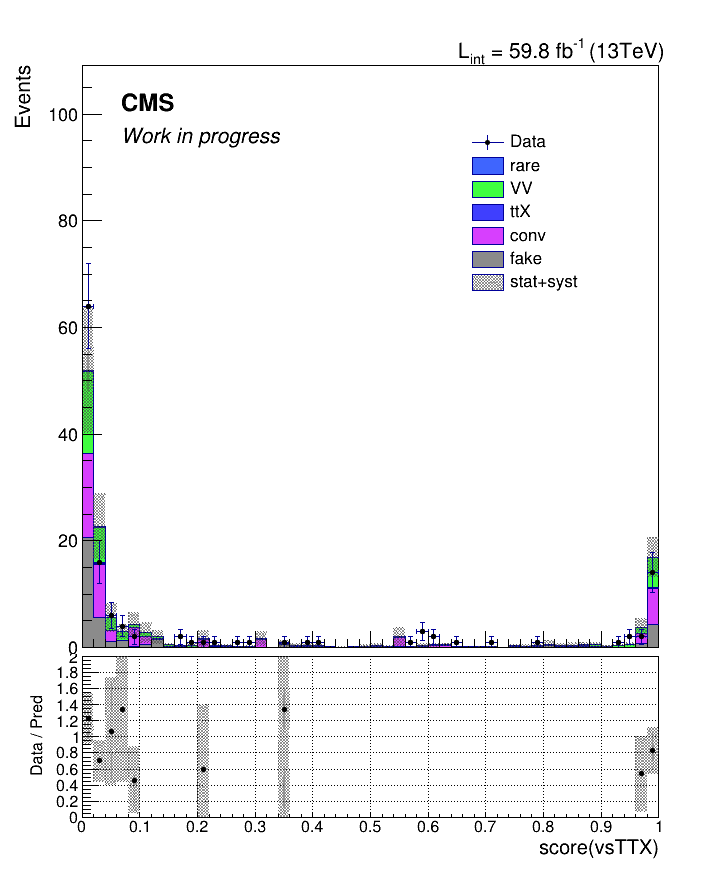 L_int = 59.8 fb^-1 (13TeV)
Events
CMS
Work in progress
100
80
60
40
20
0
Data
rare
VV
ttX
conv
fake
stat+syst
Data / Pred
2
1.8
1.6
1.4
1.2
1
0.8
0.6
0.4
0.2
0
0 0.1 0.2 0.3 0.4 0.5 0.6 0.7 0.8 0.9 1
score(vsTTX)